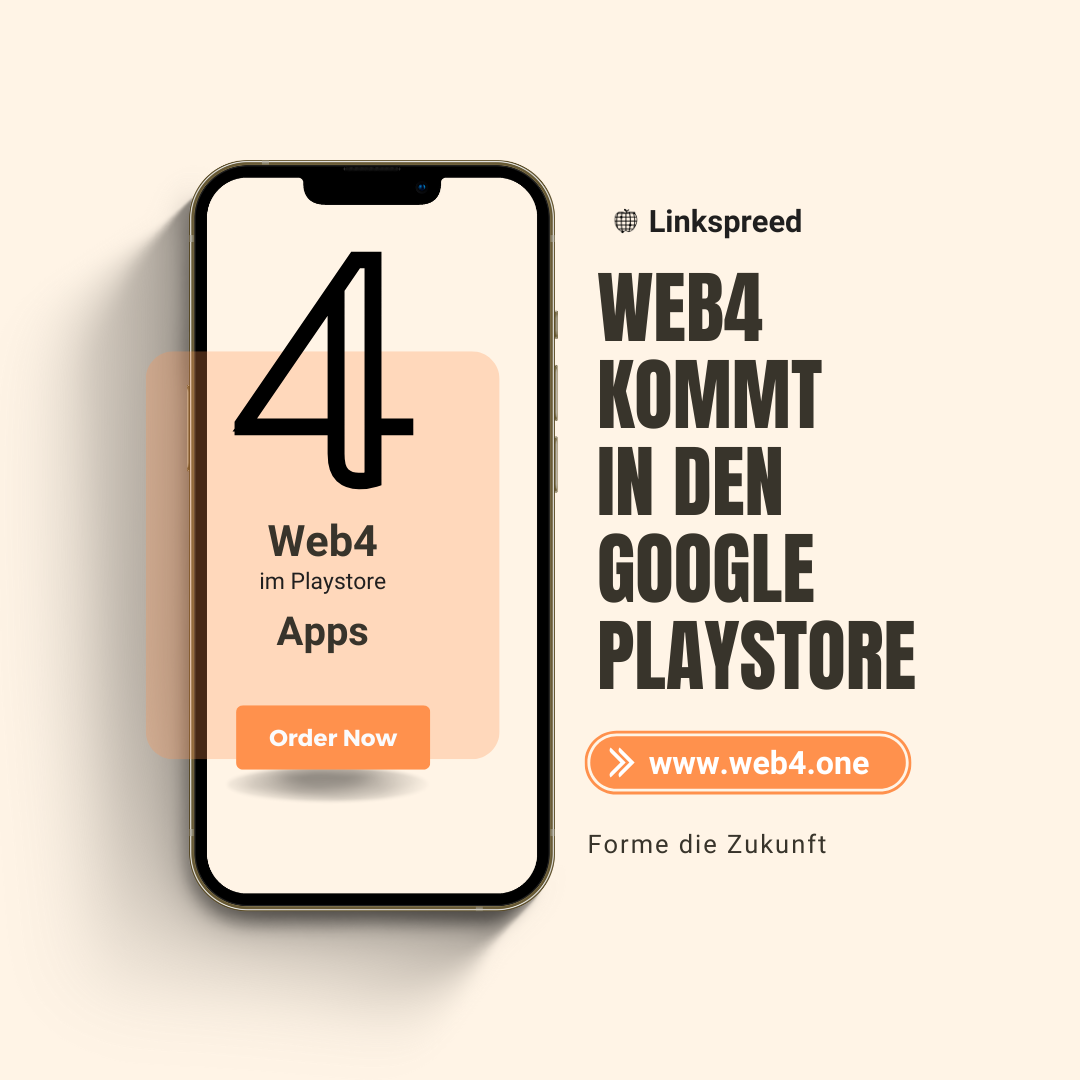 4
Web4
im Playstore
Apps
Order Now
Linkspreed
WEB4
KOMMT
IN DEN
GOOGLE
PLAYSTORE
www.web4.one
Forme die Zukunft